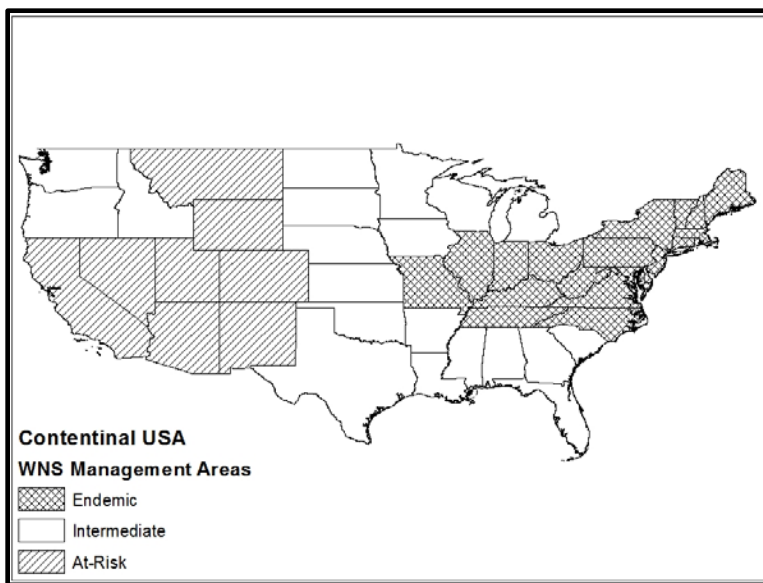 Contentinal USA
WNS Management Areas
Endemic
Intermediate
At-Risk